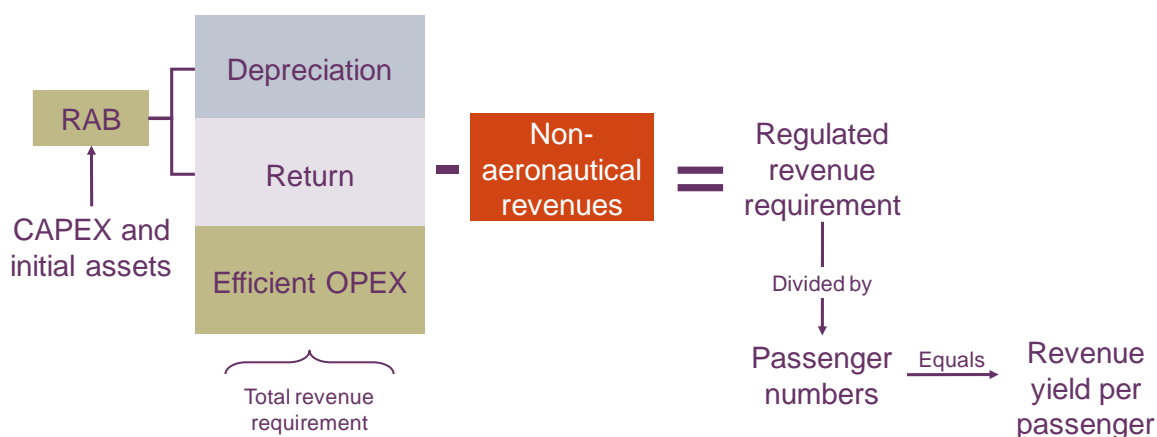 RAB
CAPEX and
initial assets
Depreciation
Return
Efficient OPEX
Total revenue
requirement
-
Non-
aeronautical
revenues
=
Regulated
revenue
requirement
Divided by
Passenger
numbers
Equals
Revenue
yield per
passenger